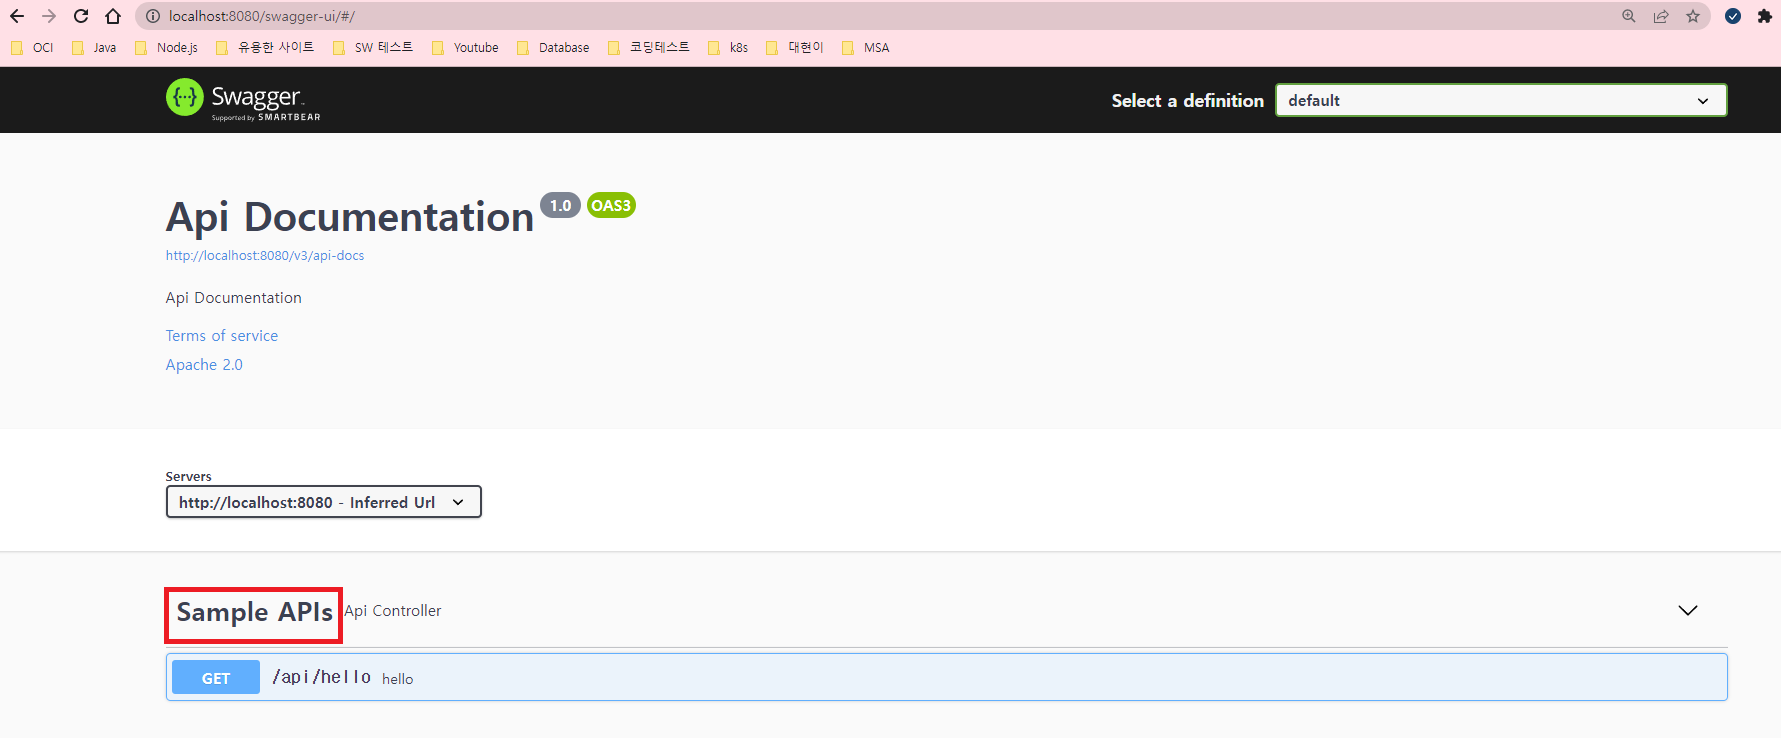 localhost:8080/swagger-ui/#/
OCI Java Node.js 유용한 사이트 SW 테스트 Youtube Database 코딩테스트 k8s 대현이 MSA
Swagger
Supported by SMARTBEAR
Select a definition default
Api Documentation 1.0 OAS3
http://localhost:8080/v3/api-docs
Api Documentation
Terms of service
Apache 2.0
Servers
http://localhost:8080 - Inferred Url
Sample APIs Api Controller
GET /api/hello hello